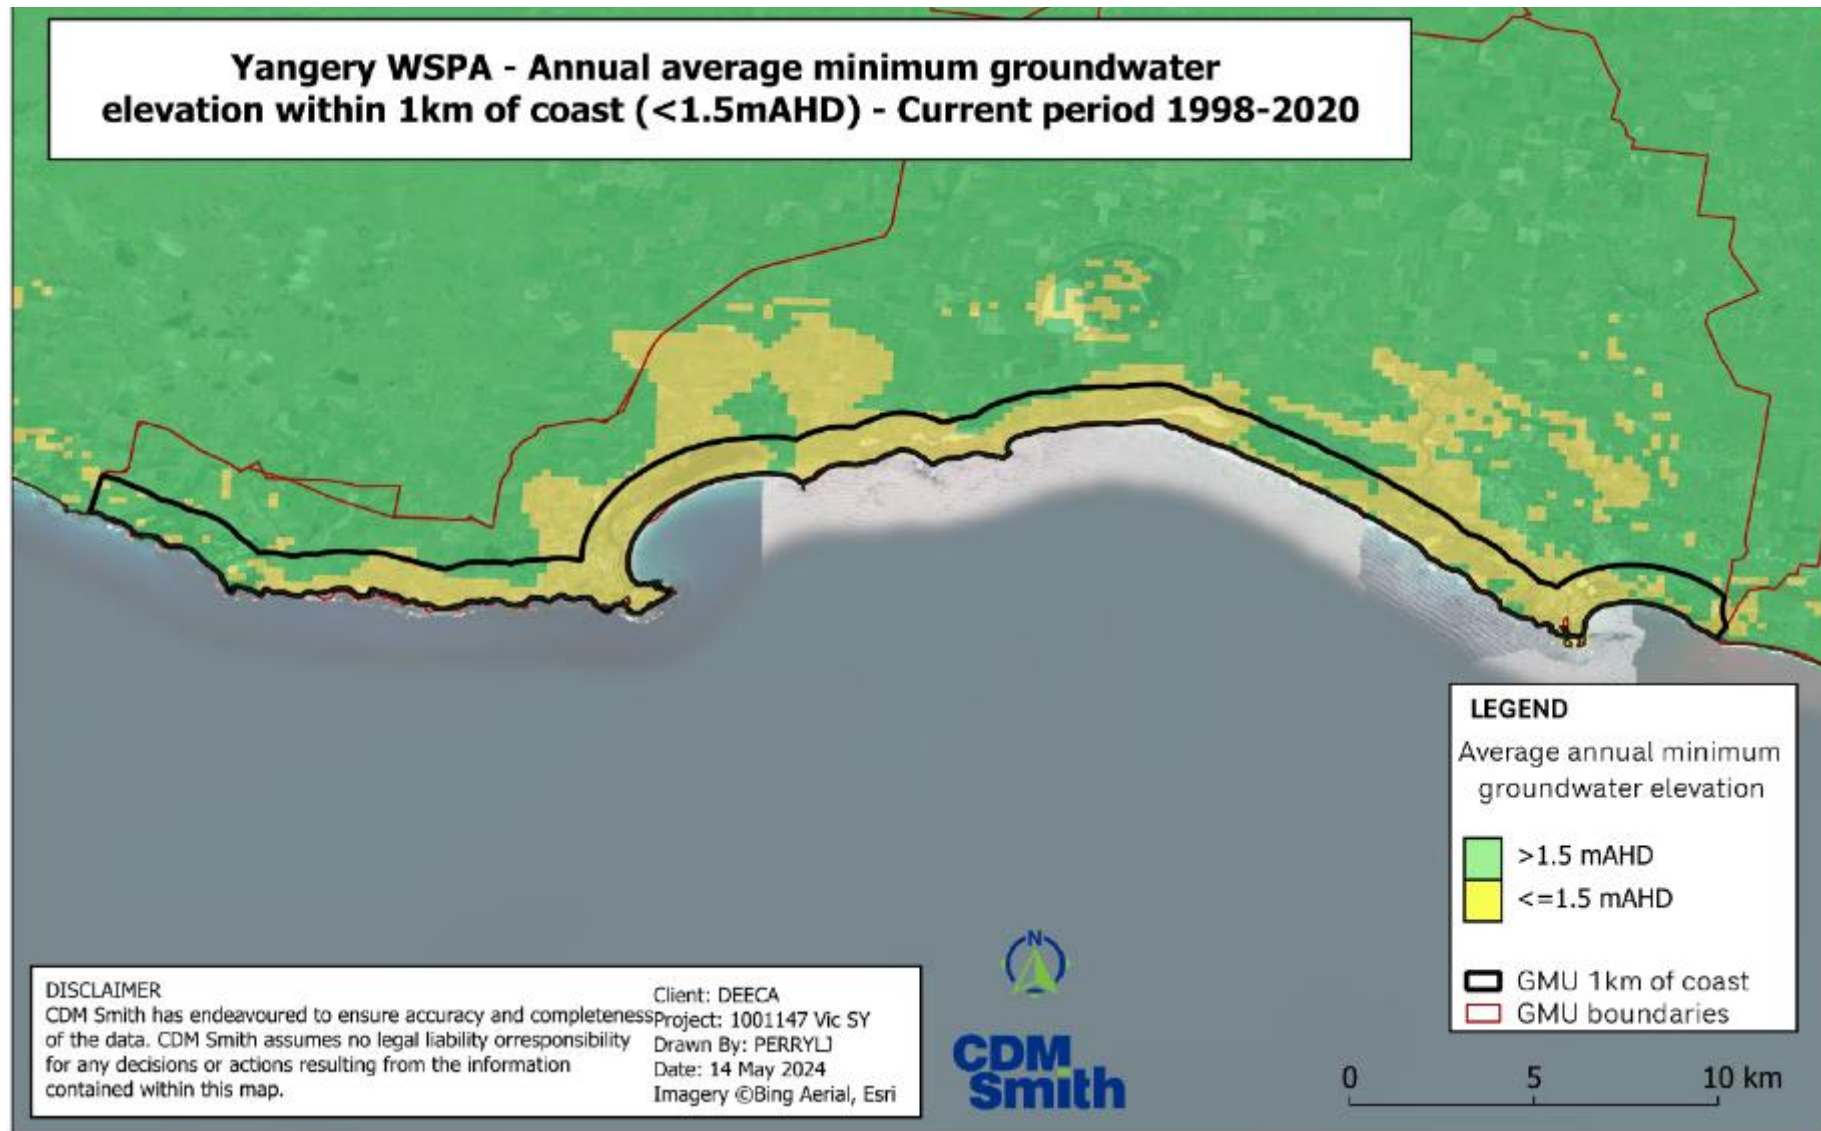 Yangery WSPA - Annual average minimum groundwater
elevation within 1km of coast (<1.5mAHD) - Current period 1998-2020
LEGEND
Average annual minimum
groundwater elevation
>1.5 mAHD
<=1.5 mAHD
GMU 1km of coast
GMU boundaries
DISCLAIMER
CDM Smith has endeavoured to ensure accuracy and completeness
of the data. CDM Smith assumes no legal liability orresponsibility
for any decisions or actions resulting from the information
contained within this map.
Client: DEECA
Project: 1001147 Vic SY
Drawn By: PERRYLJ
Date: 14 May 2024
Imagery ©Bing Aerial, Esri
N
CDM
Smith
0 5 10 km